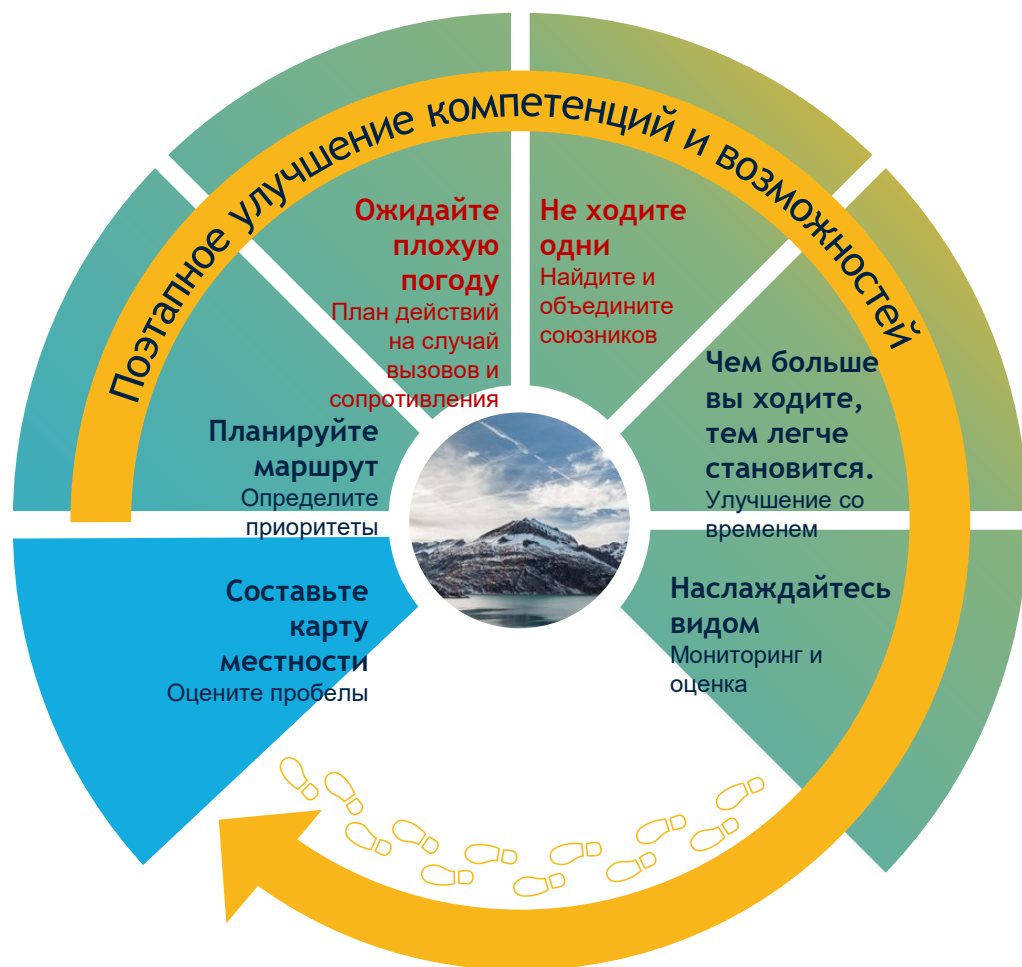 Поэтапное улучшение компетенций и возможностей
Ожидайте
плохую
погоду
План действий
на случай
вызовов и
сопротивления
Не ходите
одни
Найдите и
объедините
союзников
Чем больше
вы ходите,
тем легче
становится.
Улучшение со
временем
Планируйте
маршрут
Определите
приоритеты
Составьте
карту
местности
Оцените пробелы
Наслаждайтесь
видом
Мониторинг и
оценка